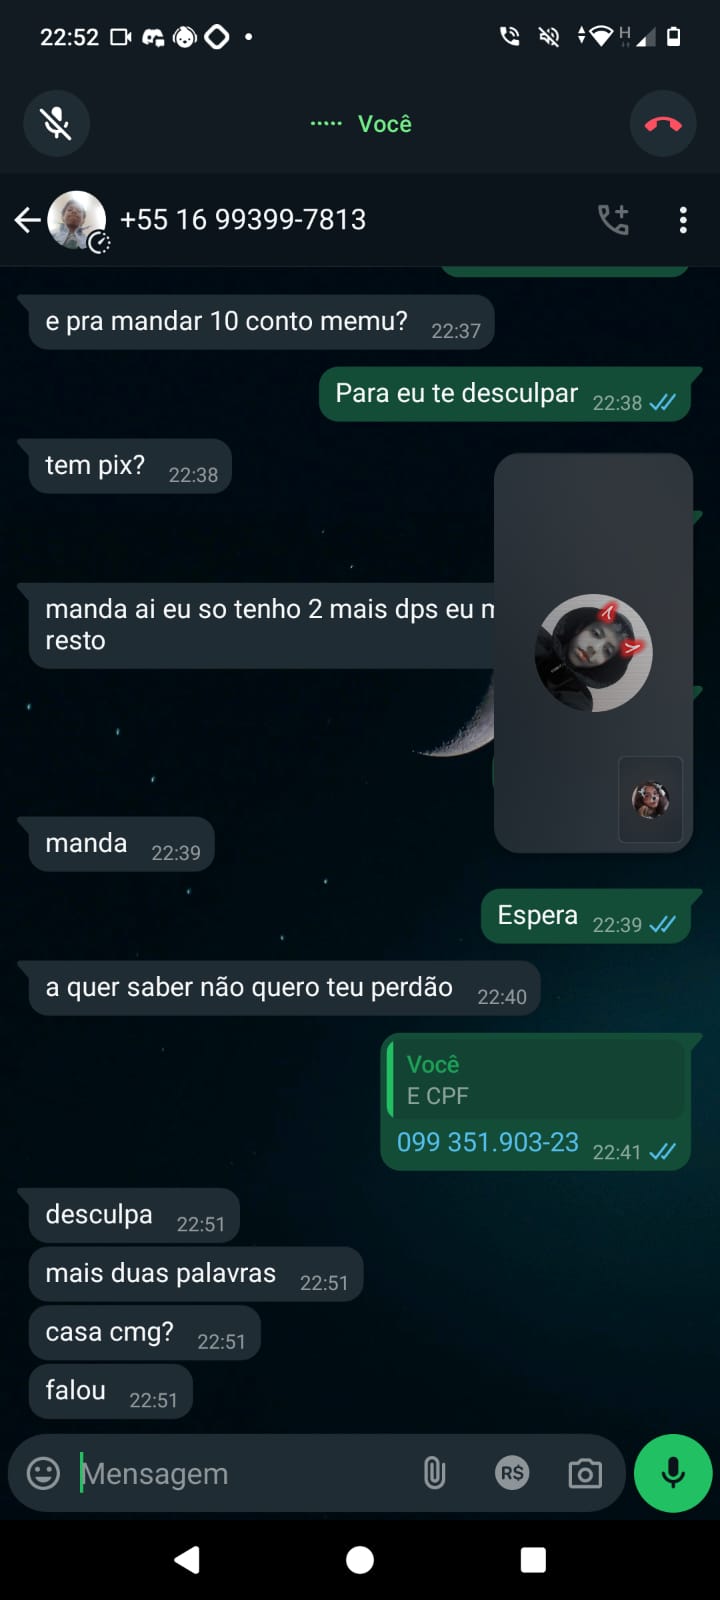 22:52
H
Você
+55 16 99399-7813
e pra mandar 10 conto memu? 22:37
Para eu te desculpar 22:38
tem pix? 22:38
manda ai eu so tenho 2 mais dps eu
resto
manda 22:39
Espera 22:39
a quer saber não quero teu perdão 22:40
Você
E CPF
099 351.903-23 22:41
desculpa 22:51
mais duas palavras 22:51
casa cmg? 22:51
falou 22:51
Mensagem
R$